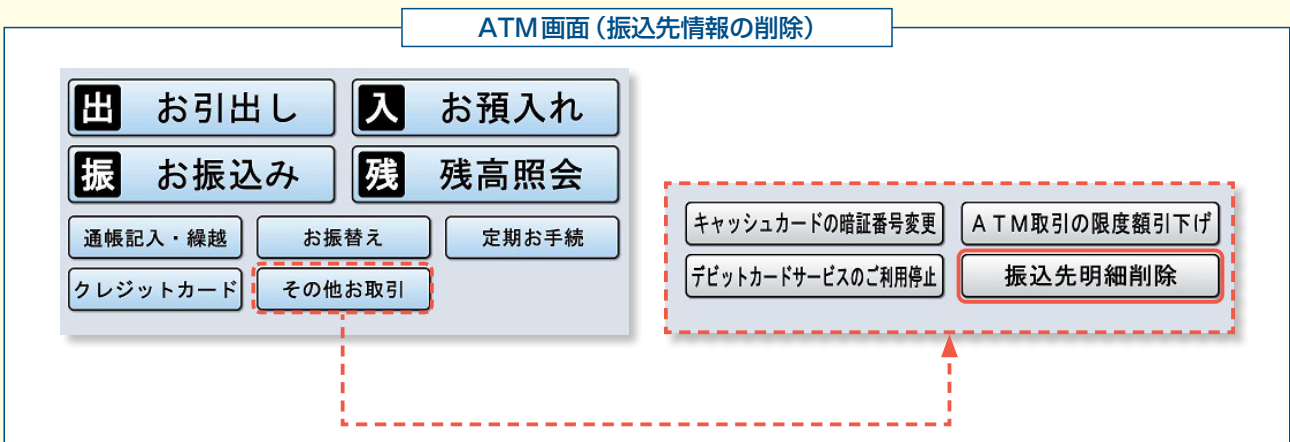 ATM画面(振込先情報の削除)
出 お引出し
入 お預入れ
振 お振込み
残 残高照会
通帳記入・繰越
お振替え
定期お手続
クレジットカード
その他お取引
キャッシュカードの暗証番号変更
ATM取引の限度額引下げ
デビットカードサービスのご利用停止
振込先明細削除